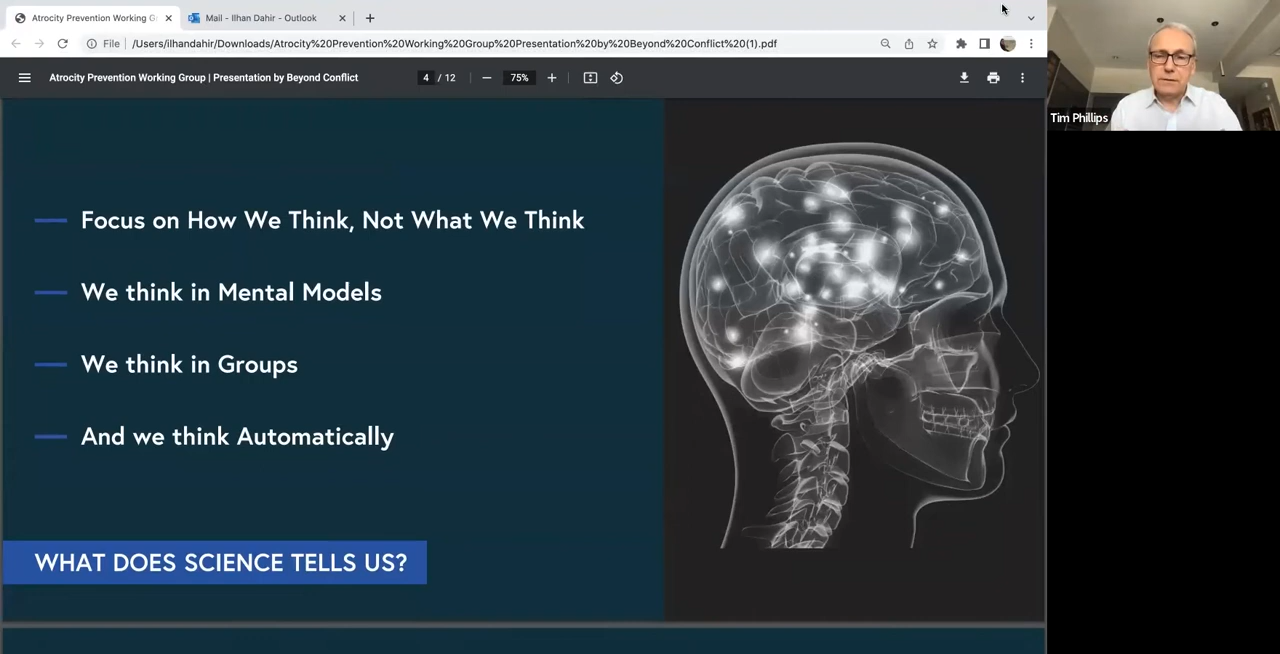 Atrocity Prevention Working G
Mail - Ilhan Dahir - Outlook
File
/Users/ilhandahir/Downloads/Atrocity%20Prevention%20Working%20Group%20Presentation%20by%20Beyond%20Conflict%20(1).pdf
Atrocity Prevention Working Group | Presentation by Beyond Conflict
4 / 12
75%
Tim Phillips
Focus on How We Think, Not What We Think
We think in Mental Models
We think in Groups
And we think Automatically
WHAT DOES SCIENCE TELLS US?